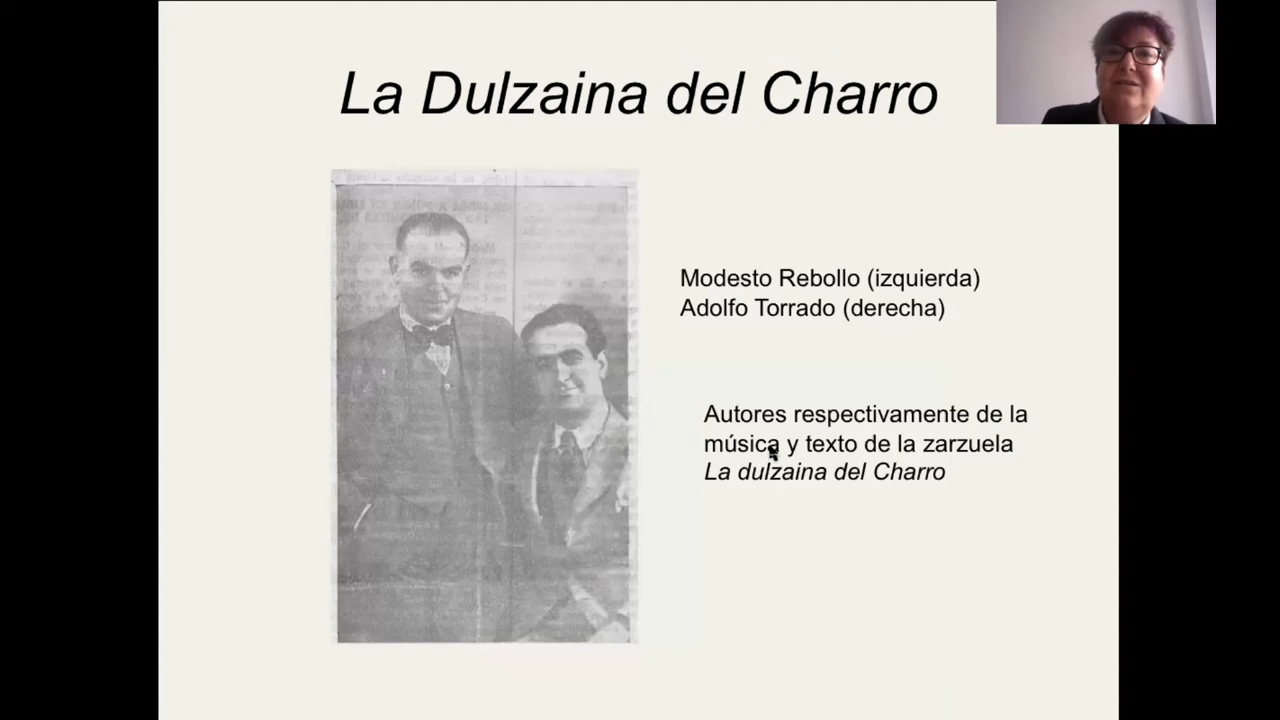 La Dulzaina del Charro
Modesto Rebollo (izquierda)
Adolfo Torrado (derecha)
Autores respectivamente de la
música y texto de la zarzuela
La dulzaina del Charro